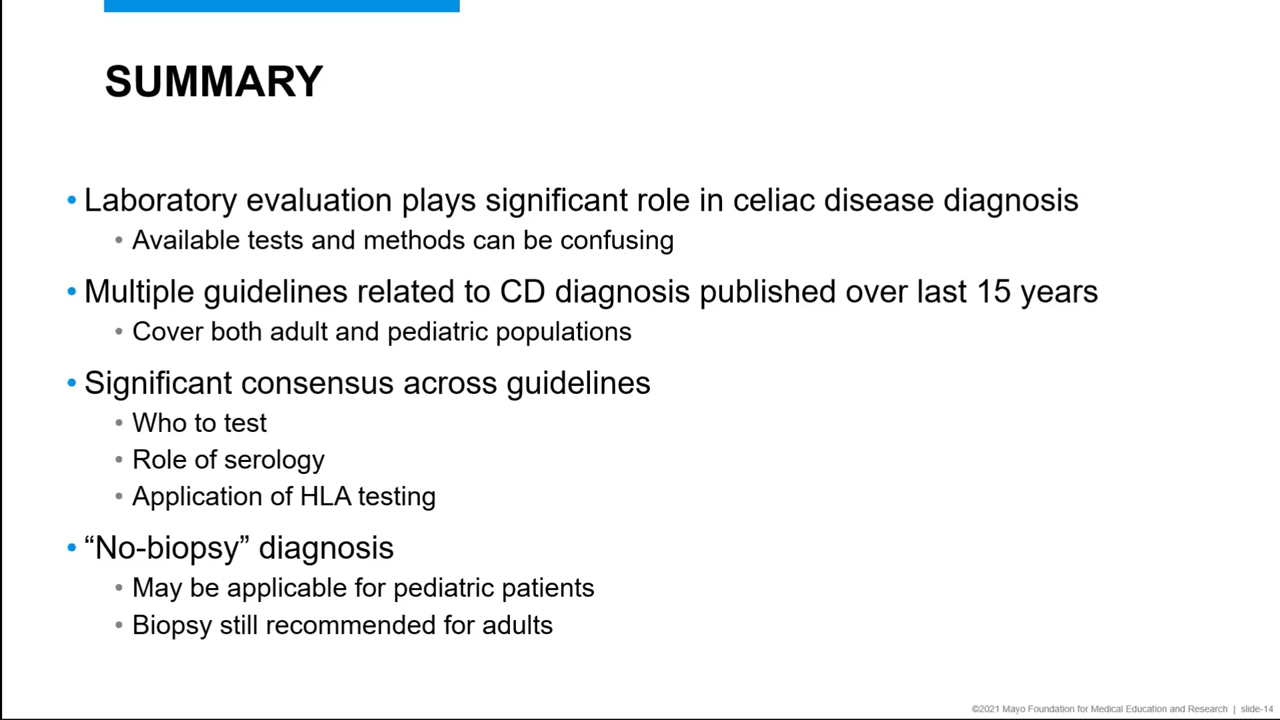 SUMMARY
• Laboratory evaluation plays significant role in celiac disease diagnosis
• Available tests and methods can be confusing
• Multiple guidelines related to CD diagnosis published over last 15 years
• Cover both adult and pediatric populations
• Significant consensus across guidelines
• Who to test
• Role of serology
• Application of HLA testing
• “No-biopsy” diagnosis
• May be applicable for pediatric patients
• Biopsy still recommended for adults
©2021 Mayo Foundation for Medical Education and Research | slide-14